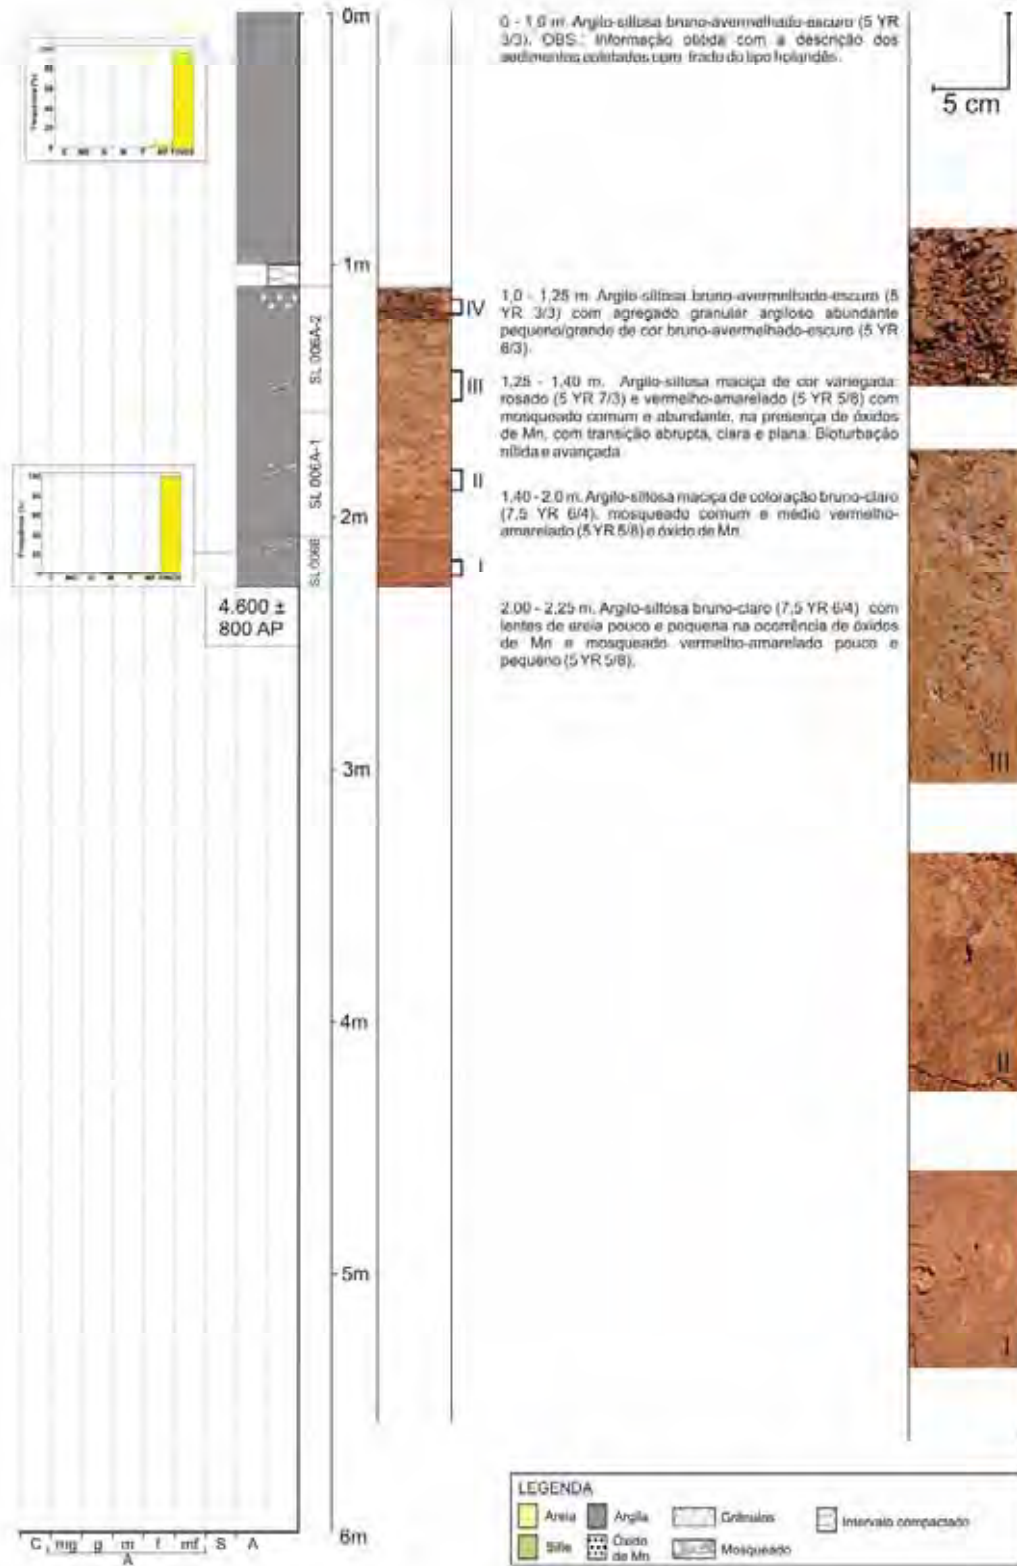 0m
0 - 1,0 m. Argilo-siltosa bruno-avermelhado-escuro (5 YR
3/3). OBS.: Informação obtida com a descrição dos
sedimentos coletados com trado do tipo holandês.
5 cm
1m
SL 006A-2
SL 006A-1
SL 006B
IV
III
II
I
1,0 - 1,25 m. Argilo-siltosa bruno-avermelhado-escuro (5
YR 3/3) com agregado granular argiloso abundante
pequeno/grande de cor bruno-avermelhado-escuro (5 YR
6/3).
1,25 - 1,40 m. Argilo-siltosa maciça de cor variegada:
rosado (5 YR 7/3) e vermelho-amarelado (5 YR 5/8) com
mosqueado comum e abundante, na presença de óxidos
de Mn, com transição abrupta, clara e plana. Bioturbação
nítida e avançada
1,40 - 2,0 m. Argilo-siltosa maciça de coloração bruno-claro
(7,5 YR 6/4), mosqueado comum e médio vermelho-
amarelado (5 YR 5/8) e óxido de Mn.
2m
2,00 - 2,25 m. Argilo-siltosa bruno-claro (7,5 YR 6/4) com
lentes de areia pouco e pequena na ocorrência de óxidos
de Mn e mosqueado vermelho-amarelado pouco e
pequeno (5 YR 5/8).
4.600 ±
800 AP
3m
III
4m
II
5m
I
6m
C mg g m f mf S A
A
LEGENDA
Areia
Argila
Grânulos
Intervalo compactado
Silte
Óxido
de Mn
Mosqueado